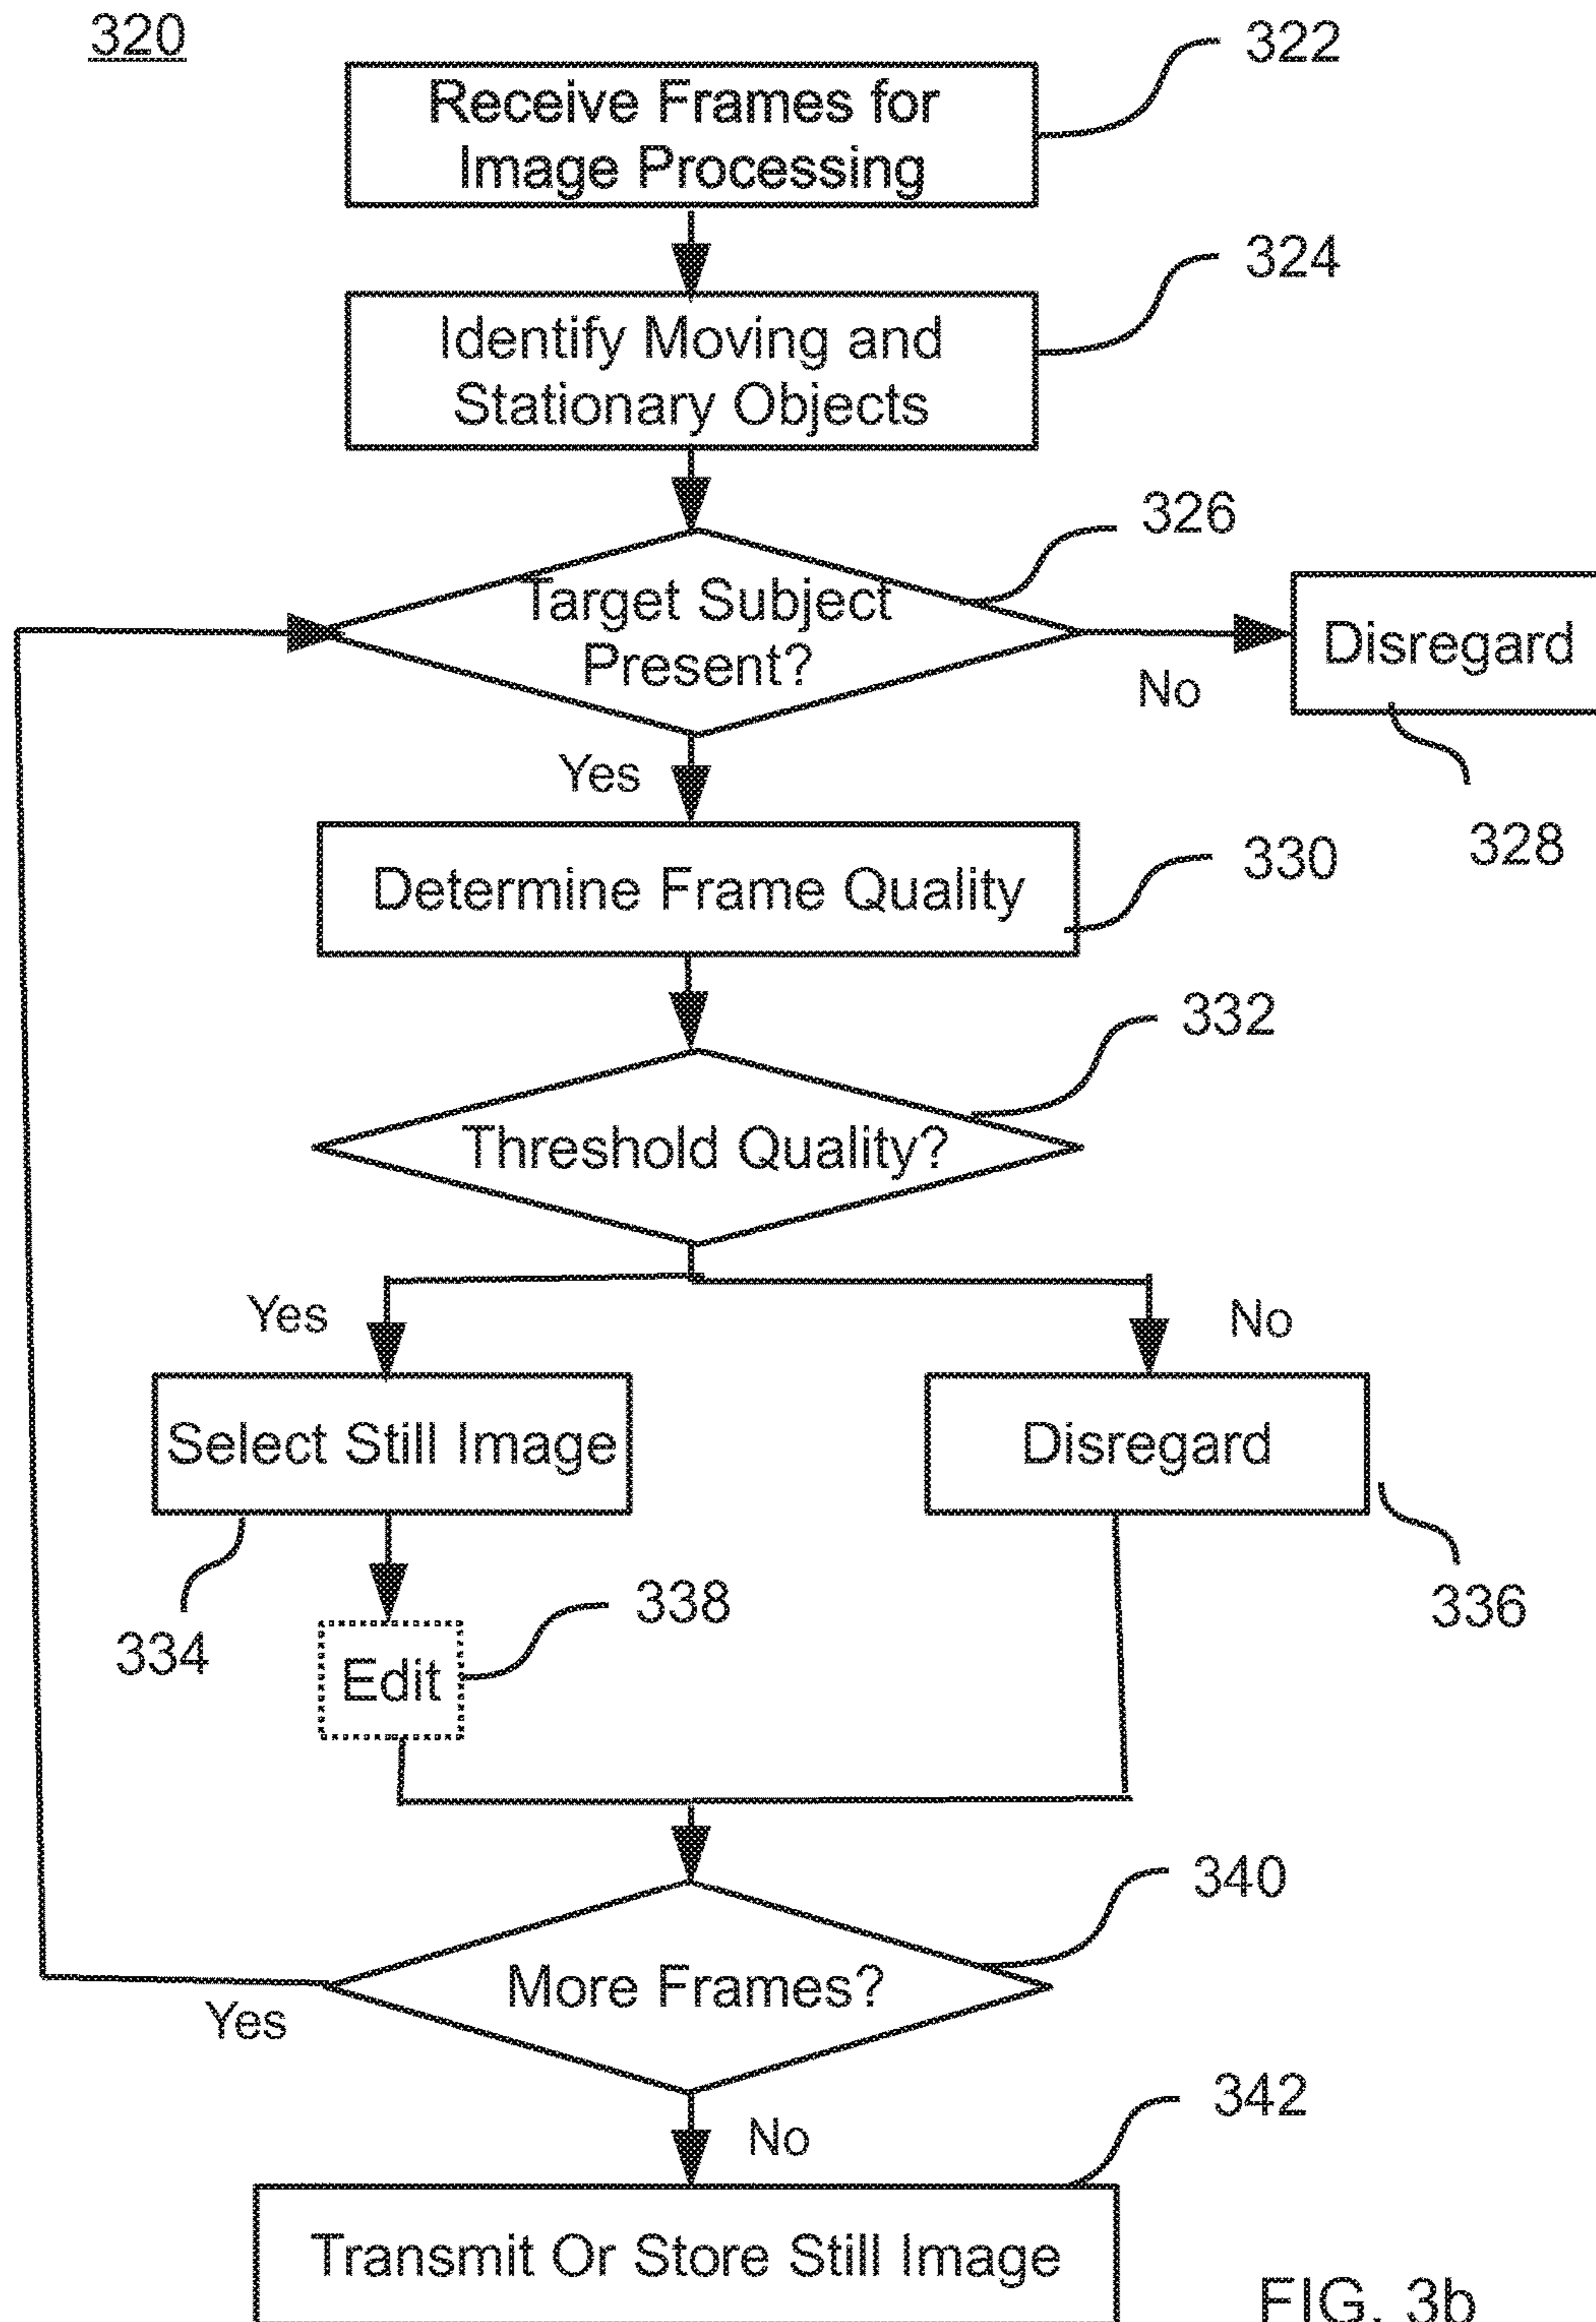 320
322
Receive Frames for
Image Processing
324
Identify Moving and
Stationary Objects
326
Target Subject
Present?
Disregard
No
328
Yes
330
Determine Frame Quality
332
Threshold Quality?
Yes
No
Select Still Image
Disregard
334
336
338
Edit
340
More Frames?
Yes
342
No
Transmit Or Store Still Image
FIG. 3b